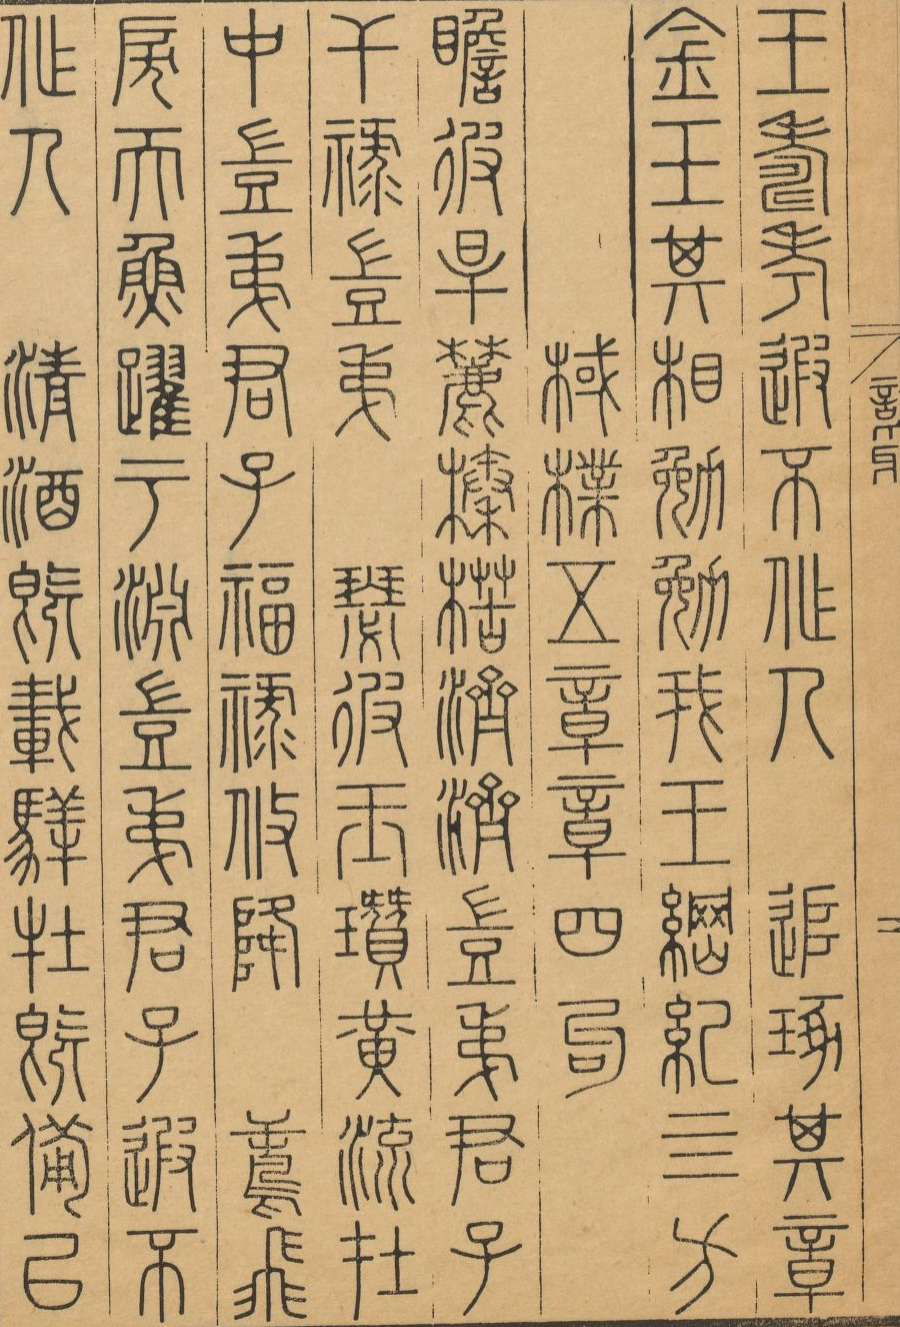 王壽考遐不作人　追琢其章
金玉其相勉勉我王綱紀四方
棫樸五章章四句
瞻彼旱麓榛楛濟濟豈弟君子
干祿豈弟　瑟彼玉瓚黃流在
中豈弟君子福祿攸降　鳶飛
戾天魚躍于淵豈弟君子遐不
作人　清酒既載騂牡既備以